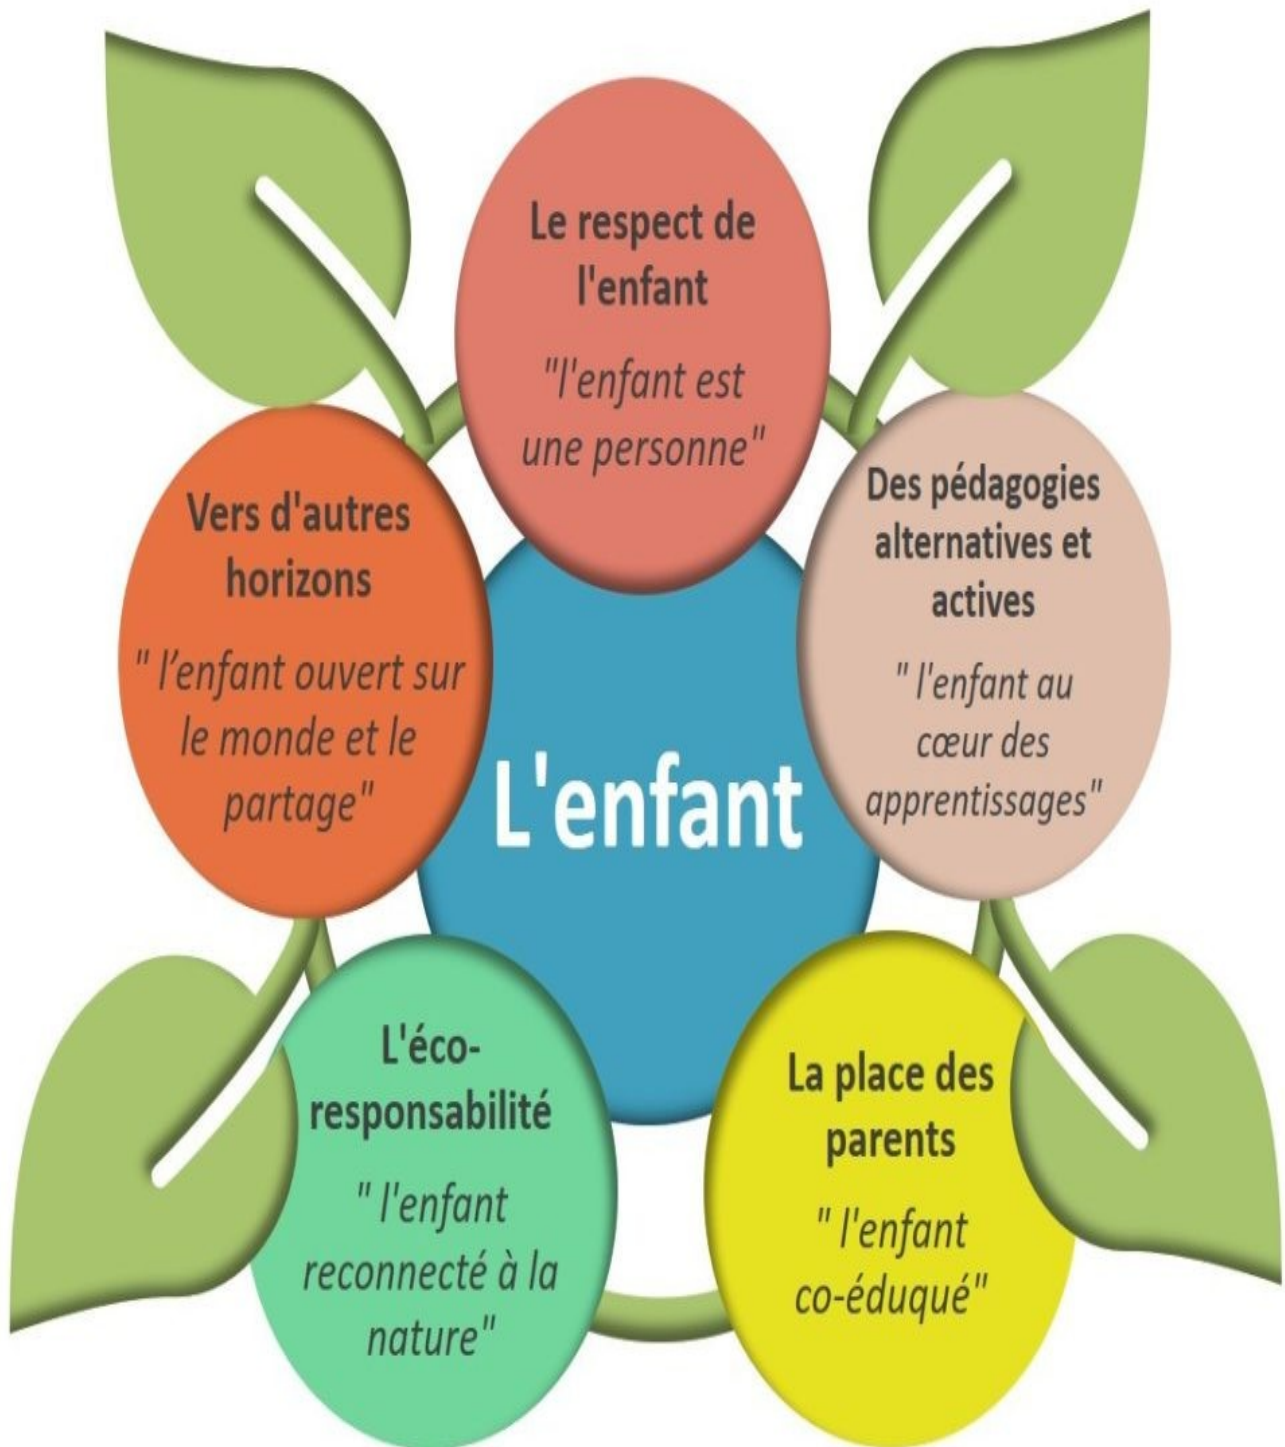 Le respect de
l'enfant
"l'enfant est
une personne"
Des pédagogies
alternatives et
actives
" l'enfant au
cœur des
apprentissages"
La place des
parents
" l'enfant
co-éduqué"
L'éco-
responsabilité
" l'enfant
reconnecté à la
nature"
Vers d'autres
horizons
" l’enfant ouvert sur
le monde et le
partage"
L'enfant